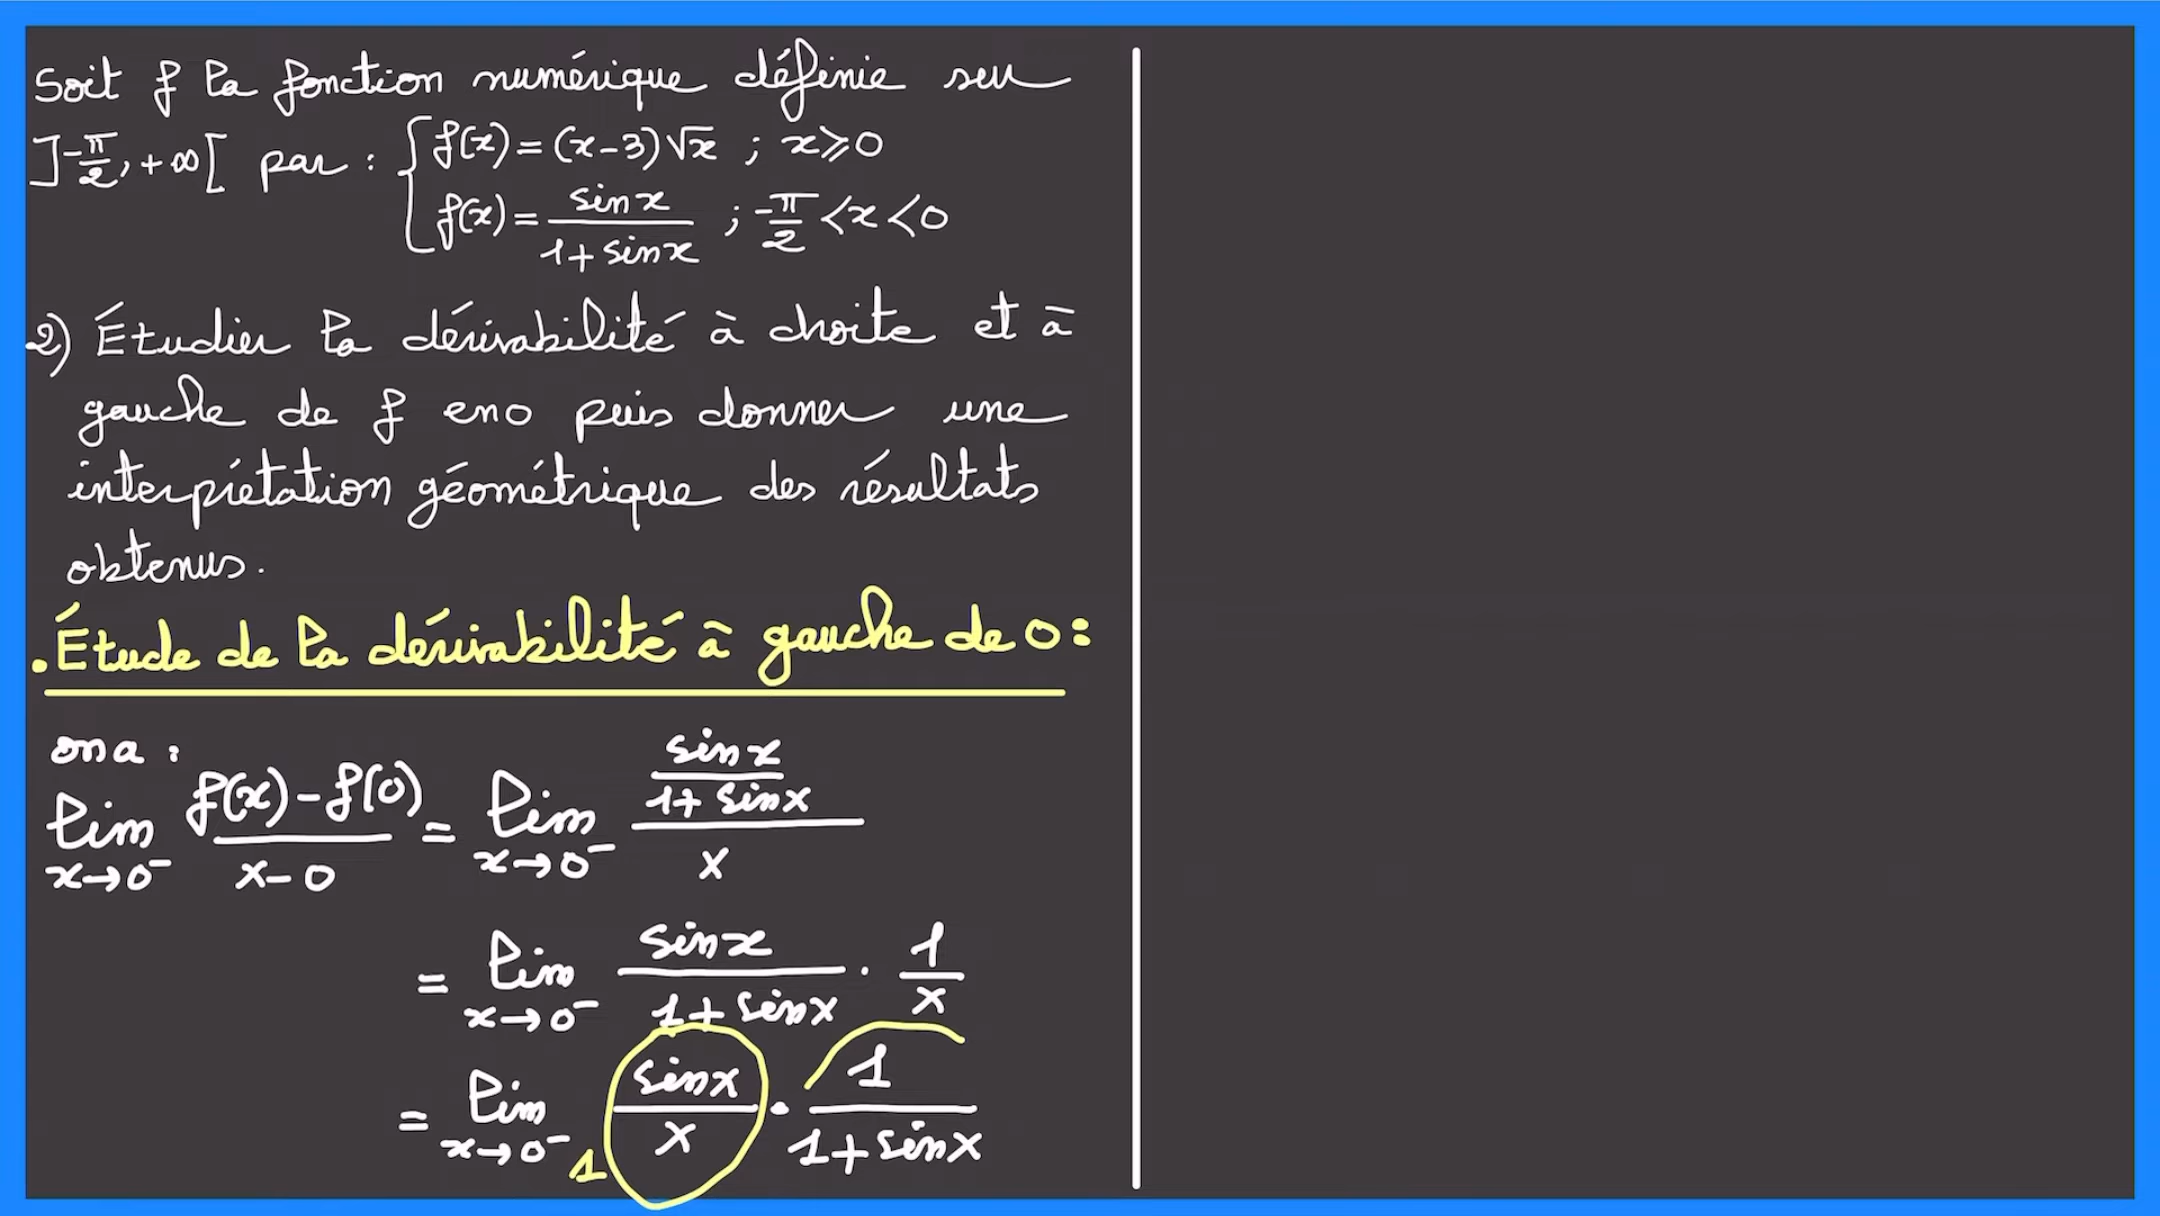 Soit f la fonction numérique définie sur
]-π/2, +∞[ par : { f(x) = (x-3)√x ; x ⩾ 0
f(x) = sin x / (1 + sin x) ; -π/2 < x < 0
2) Étudier la dérivabilité à droite et à
gauche de f en 0 puis donner une
interprétation géométrique des résultats
obtenus.
. Étude de la dérivabilité à gauche de 0 :
on a :
lim x→0⁻ (f(x) - f(0)) / (x - 0) = lim x→0⁻ (sin x / (1 + sin x)) / x
= lim x→0⁻ sin x / (1 + sin x) · 1 / x
= lim x→0⁻ sin x / x · 1 / (1 + sin x)
1